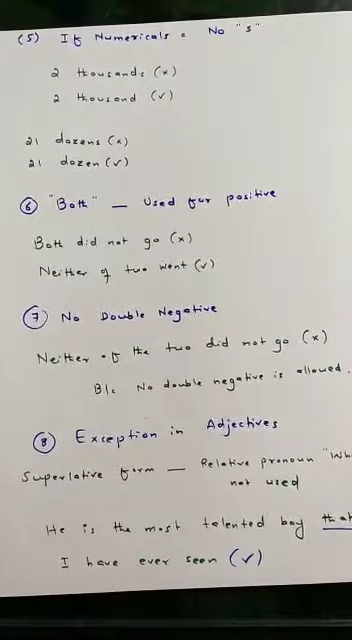 (5) If Numericals = No "s"
2 thousands (x)
2 thousand (✓)
21 dozens (x)
21 dozen (✓)
⑥ "Both" — Used for positive
Both did not go (x)
Neither of two went (✓)
⑦ No Double Negative
Neither of the two did not go (x)
B/c No double negative is allowed.
⑧ Exception in Adjectives
Superlative form — Relative pronoun "Wh
not used
He is the most talented boy that
I have ever seen (✓)